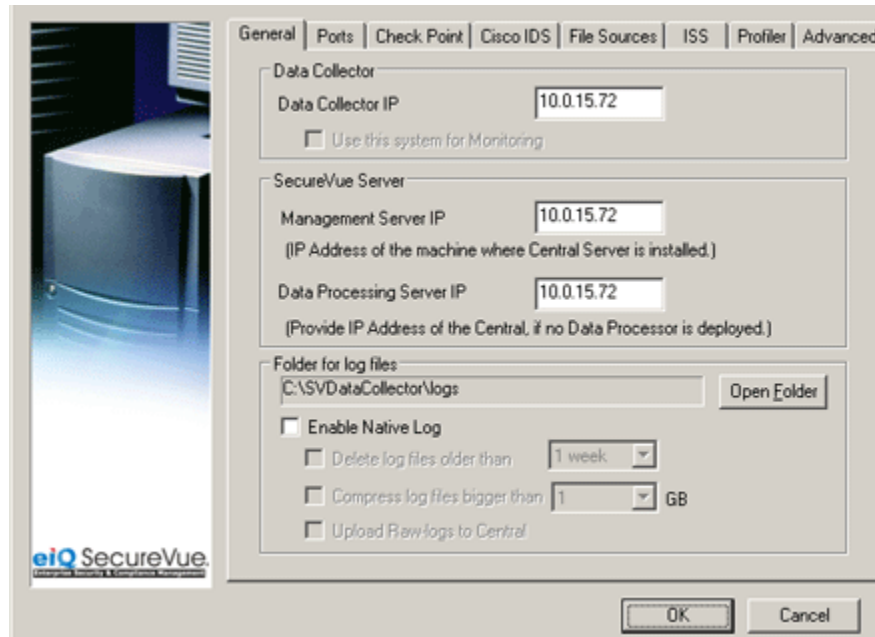 General Ports Check Point Cisco IDS File Sources ISS Profiler Advanced
Data Collector
Data Collector IP 10.0.15.72
Use this system for Monitoring
SecureVue Server
Management Server IP 10.0.15.72
(IP Address of the machine where Central Server is installed.)
Data Processing Server IP 10.0.15.72
(Provide IP Address of the Central, if no Data Processor is deployed.)
Folder for log files
C:\SVDataCollector\logs Open Folder
Enable Native Log
Delete log files older than 1 week
Compress log files bigger than 1 GB
Upload Raw-logs to Central
eiQ SecureVue.
Enterprise Security & Compliance Management
OK Cancel